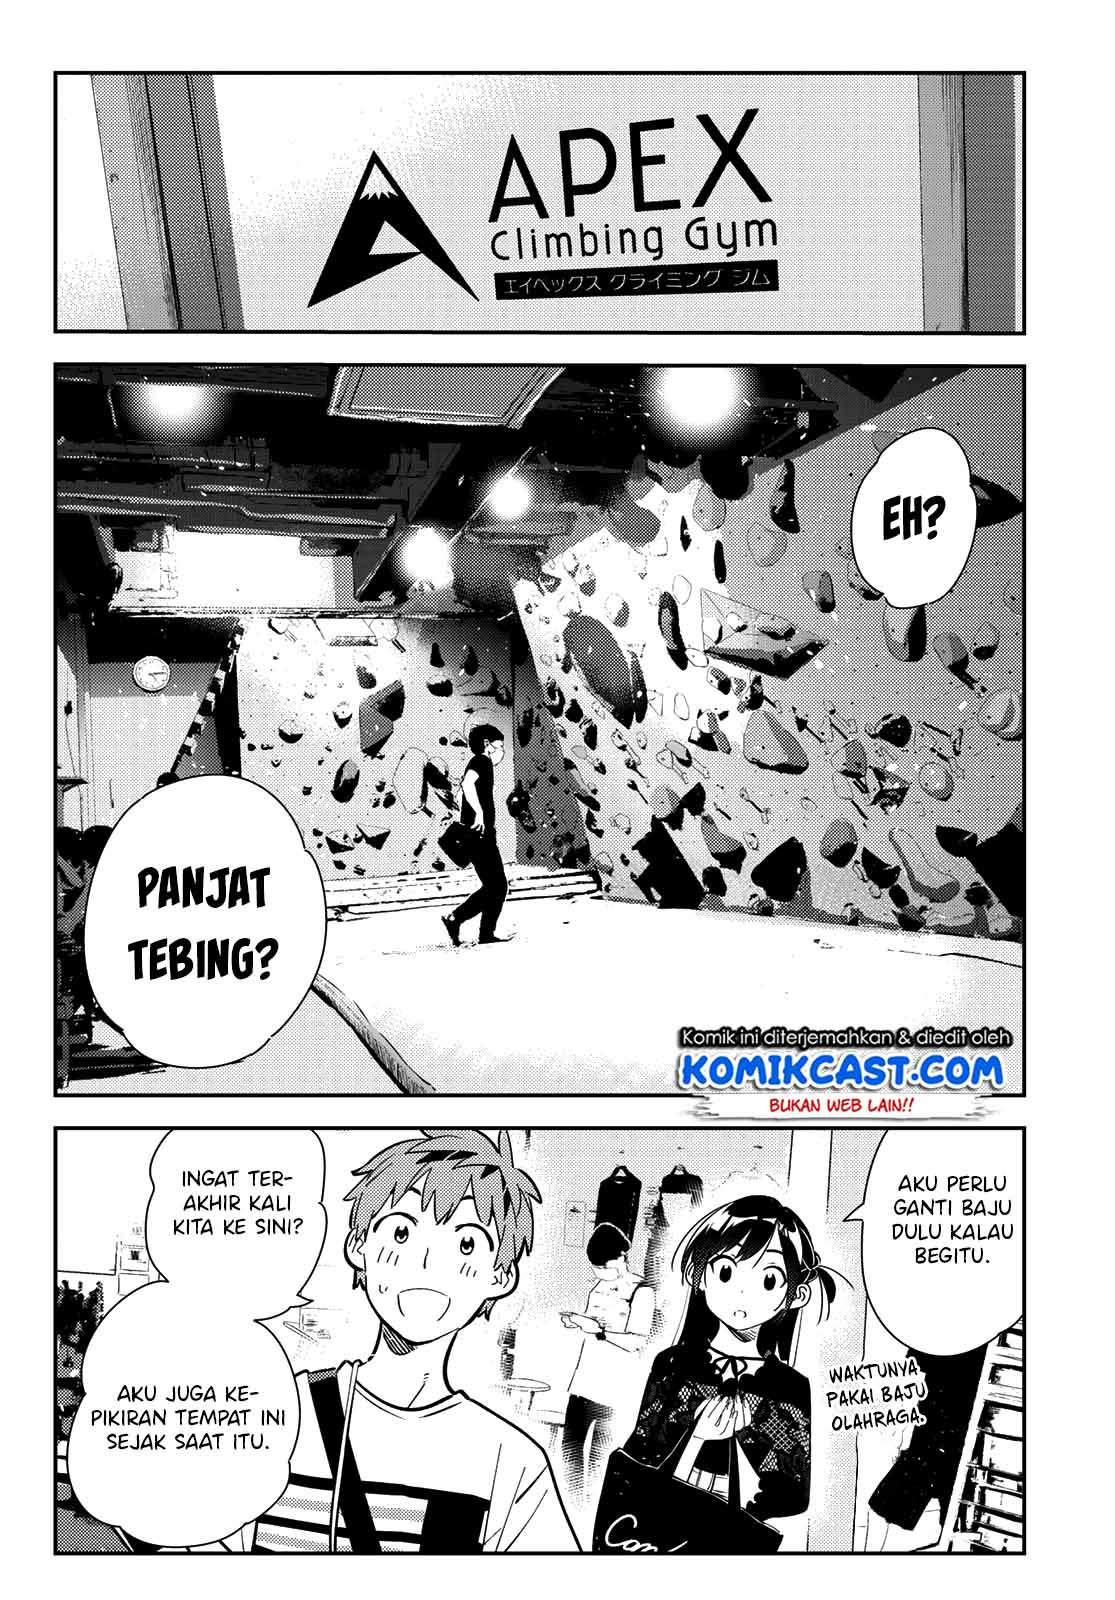 APEX
Climbing Gym
エイペックス クライミング ジム
EH?
PANJAT
TEBING?
Komik ini diterjemahkan & diedit oleh
KOMIKCAST.COM
BUKAN WEB LAIN!!
AKU PERLU
GANTI BAJU
DULU KALAU
BEGITU.
WAKTUNYA
PAKAI BAJU
OLAHRAGA.
INGAT TER-
AKHIR KALI
KITA KE SINI?
AKU JUGA KE-
PIKIRAN TEMPAT INI
SEJAK SAAT ITU.